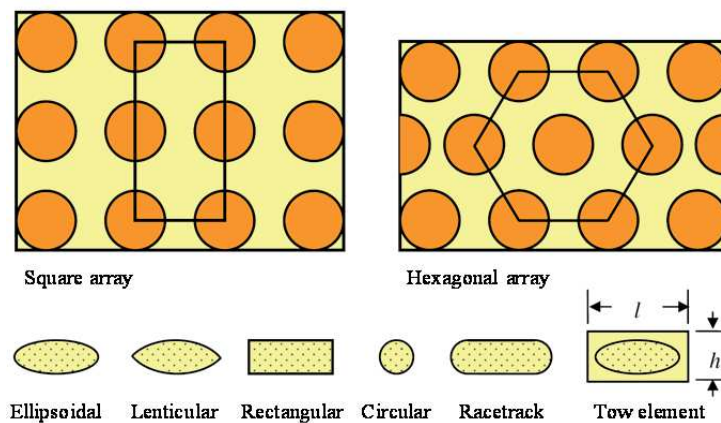 Square array
Hexagonal array
l
h
Ellipsoidal
Lenticular
Rectangular
Circular
Racetrack
Tow element